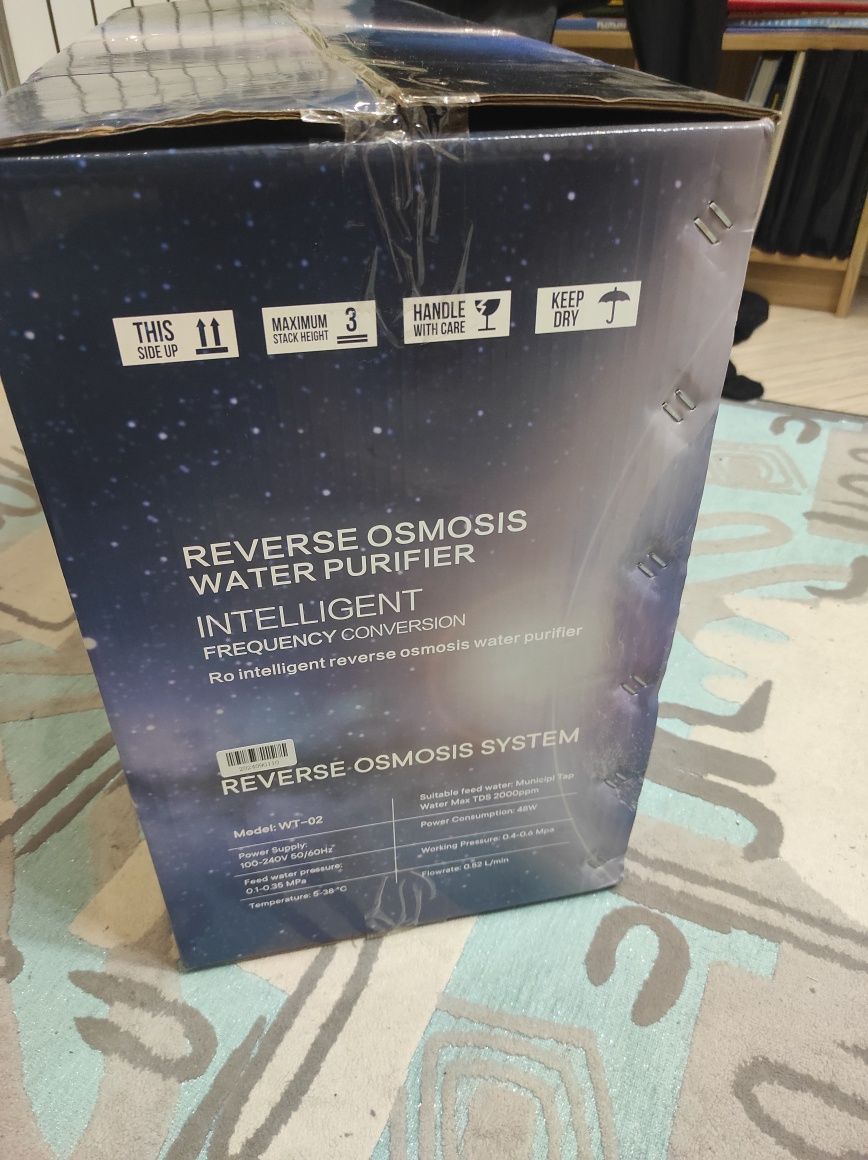 THIS
SIDE UP
MAXIMUM
STACK HEIGHT
3
HANDLE
WITH CARE
KEEP
DRY
REVERSE OSMOSIS
WATER PURIFIER
INTELLIGENT
FREQUENCY CONVERSION
Ro intelligent reverse osmosis water purifier
REVERSE OSMOSIS SYSTEM
Model: WT-02
Power Supply:
100-240V 50/60Hz
Feed water pressure:
0.1-0.35 MPa
Temperature: 5-38 °C
Suitable feed water: Municipl Tap
Water Max TDS 2000ppm
Power Consumption: 48W
Working Pressure: 0.4-0.6 Mpa
Flowrate: 0.52 L/min